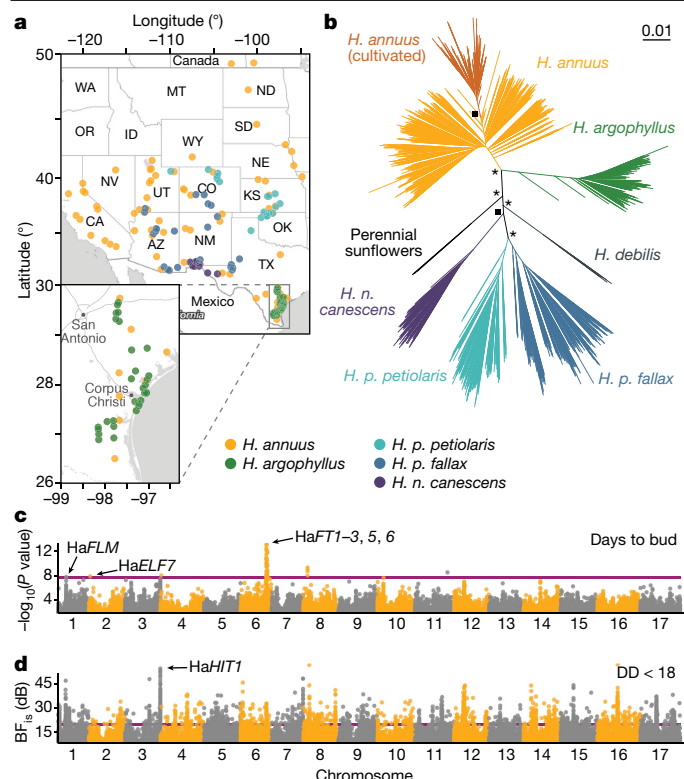 a
Longitude (°)
−120 −110 −100
Latitude (°)
50
40
30
28
26
−99 −98 −97
Canada
WA
MT
ND
OR
ID
SD
WY
NE
NV
UT
CO
KS
CA
AZ
NM
OK
TX
Mexico
San
Antonio
Corpus
Christi
H. annuus
H. argophyllus
H. p. petiolaris
H. p. fallax
H. n. canescens
b
0.01
H. annuus
(cultivated)
H. annuus
H. argophyllus
*
*
*
Perennial
sunflowers
H. debilis
*
H. n.
canescens
H. p. petiolaris
H. p. fallax
c
−log10(P value)
12
8
4
HaFLM
HaELF7
HaFT1–3, 5, 6
Days to bud
1 2 3 4 5 6 7 8 9 10 11 12 13 14 15 16 17
d
BFis (dB)
45
30
15
HaHIT1
DD < 18
1 2 3 4 5 6 7 8 9 10 11 12 13 14 15 16 17
Chromosome